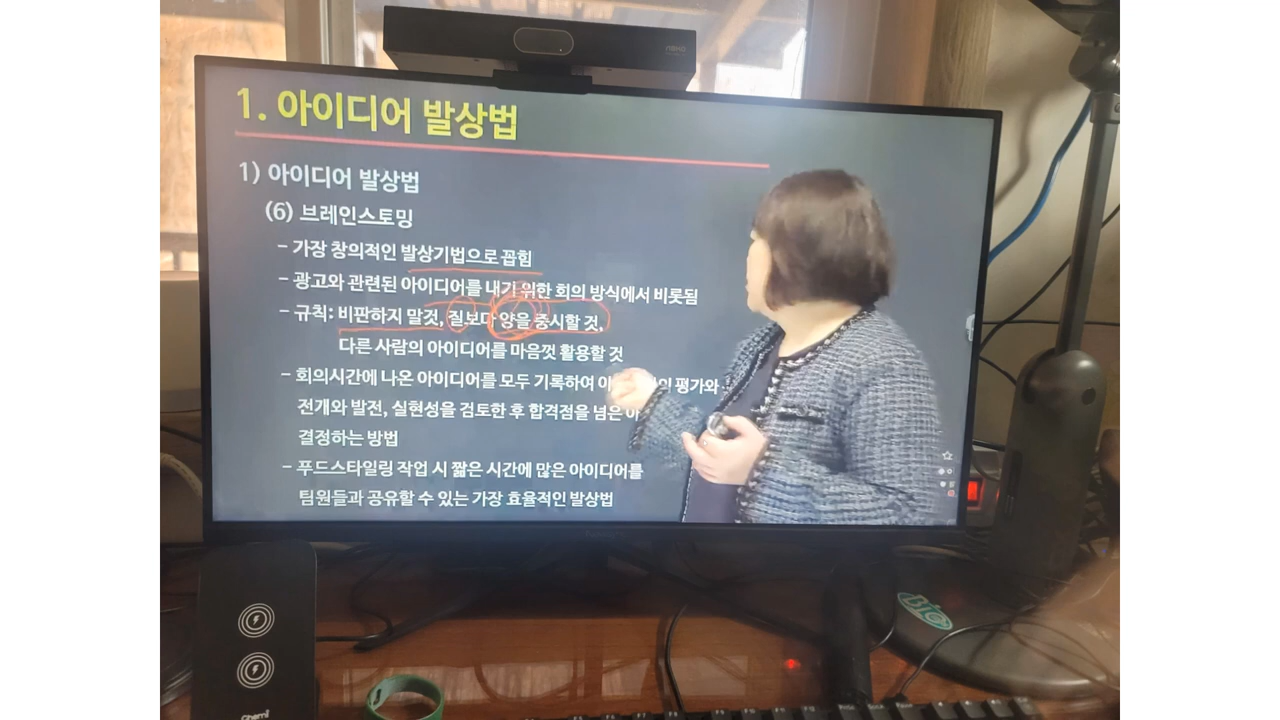 1. 아이디어 발상법
1) 아이디어 발상법
(6) 브레인스토밍
- 가장 창의적인 발상기법으로 꼽힘
- 광고와 관련된 아이디어를 내기 위한 회의 방식에서 비롯됨
- 규칙: 비판하지 말것, 질보다 양을 중시할 것,
다른 사람의 아이디어를 마음껏 활용할 것
- 회의시간에 나온 아이디어를 모두 기록하여 평가와
전개와 발전, 실현성을 검토한 후 합격점을 넘은
결정하는 방법
- 푸드스타일링 작업 시 짧은 시간에 많은 아이디어를
팀원들과 공유할 수 있는 가장 효율적인 발상법
BIG